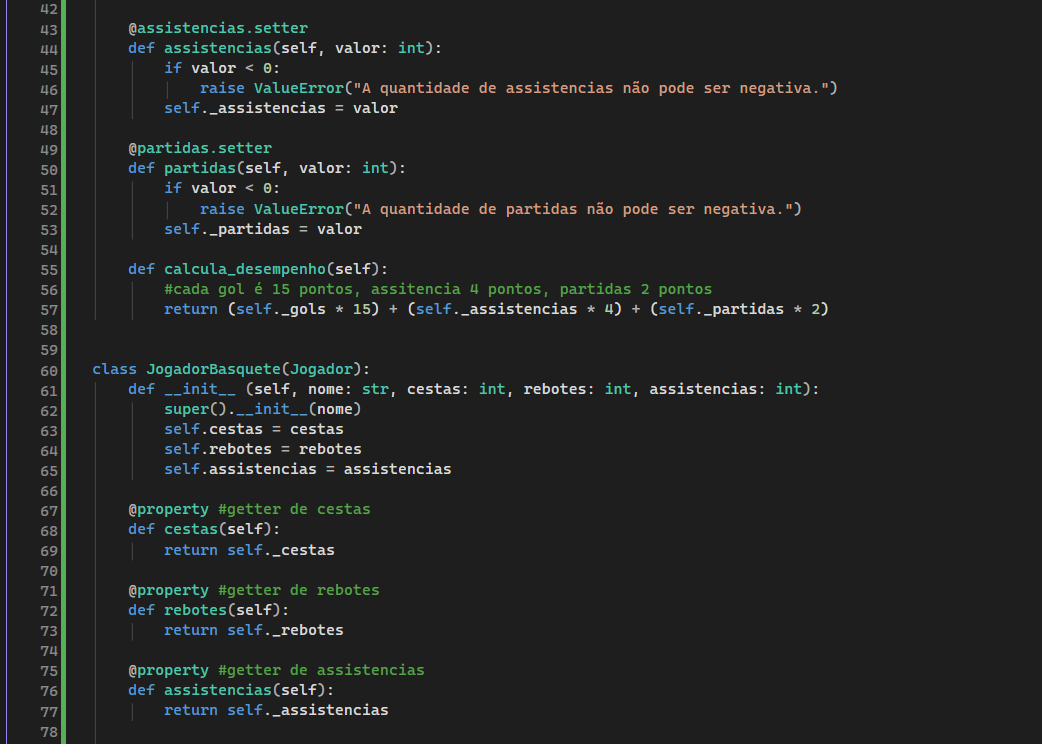 42
43 @assistencias.setter
44 def assistencias(self, valor: int):
45 if valor < 0:
46 raise ValueError("A quantidade de assistencias não pode ser negativa.")
47 self._assistencias = valor
48
49 @partidas.setter
50 def partidas(self, valor: int):
51 if valor < 0:
52 raise ValueError("A quantidade de partidas não pode ser negativa.")
53 self._partidas = valor
54
55 def calcula_desempenho(self):
56 #cada gol é 15 pontos, assitencia 4 pontos, partidas 2 pontos
57 return (self._gols * 15) + (self._assistencias * 4) + (self._partidas * 2)
58
59
60 class JogadorBasquete(Jogador):
61 def __init__ (self, nome: str, cestas: int, rebotes: int, assistencias: int):
62 super().__init__(nome)
63 self.cestas = cestas
64 self.rebotes = rebotes
65 self.assistencias = assistencias
66
67 @property #getter de cestas
68 def cestas(self):
69 return self._cestas
70
71 @property #getter de rebotes
72 def rebotes(self):
73 return self._rebotes
74
75 @property #getter de assistencias
76 def assistencias(self):
77 return self._assistencias
78